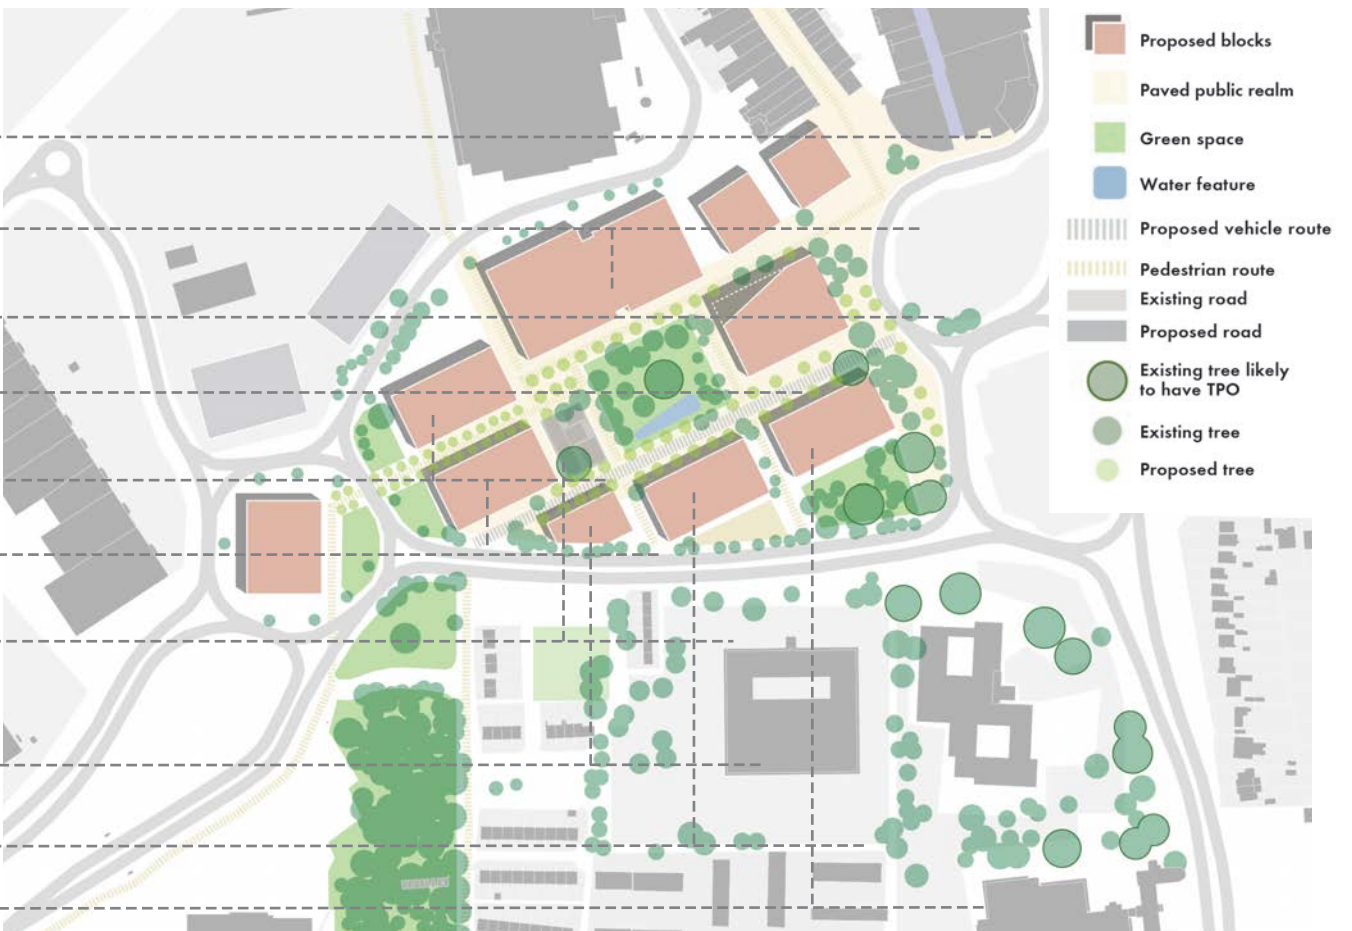 Proposed blocks
Paved public realm
Green space
Water feature
Proposed vehicle route
Pedestrian route
Existing road
Proposed road
Existing tree likely
to have TPO
Existing tree
Proposed tree